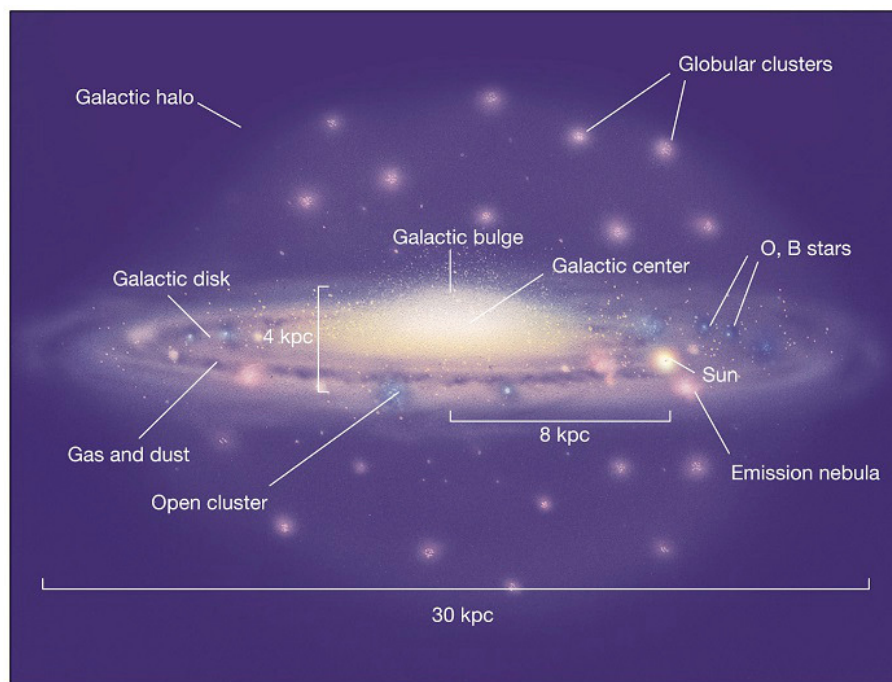 Globular clusters
Galactic halo
Galactic bulge
O, B stars
Galactic center
Galactic disk
4 kpc
Sun
8 kpc
Gas and dust
Emission nebula
Open cluster
30 kpc